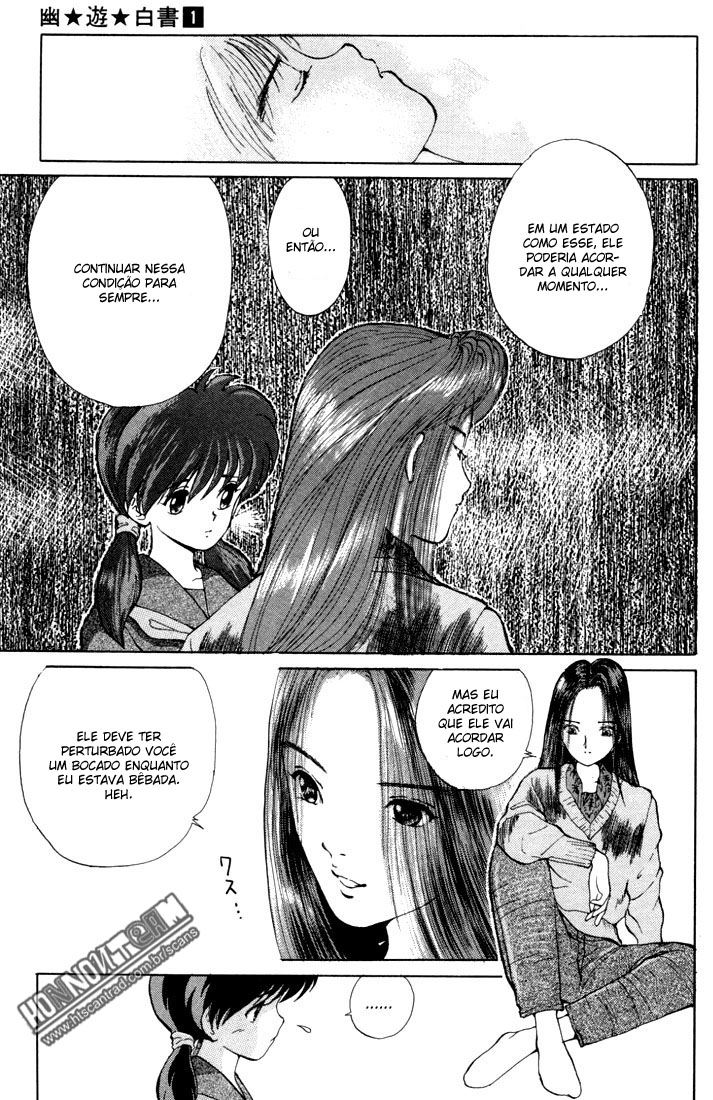 幽★遊★白書1
EM UM ESTADO
COMO ESSE, ELE
PODERIA ACOR-
DAR A QUALQUER
MOMENTO...
OU
ENTÃO...
CONTINUAR NESSA
CONDIÇÃO PARA
SEMPRE...
MAS EU
ACREDITO
QUE ELE VAI
ACORDAR
LOGO.
ELE DEVE TER
PERTURBADO VOCÊ
UM BOCADO ENQUANTO
EU ESTAVA BÊBADA.
HEH.
クス…
......
HONNOJI TEAM
www.htscantrad.com.br/scans